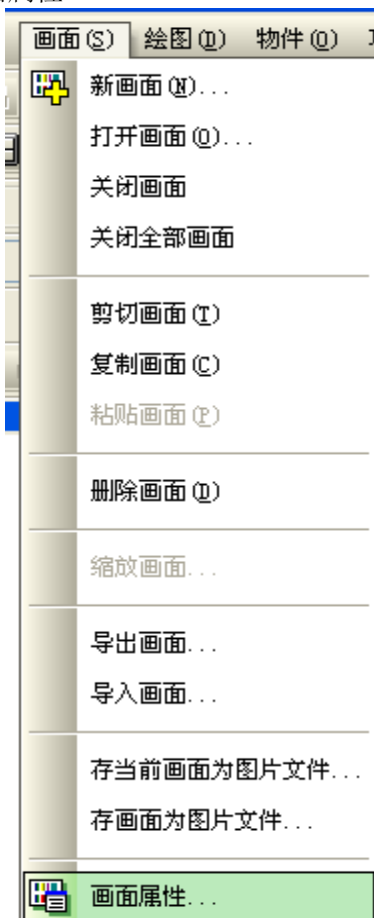 画面(S) 绘图(D) 物件(O)
新画面(N)...
打开画面(O)...
关闭画面
关闭全部画面
剪切画面(T)
复制画面(C)
粘贴画面(P)
删除画面(D)
缩放画面...
导出画面...
导入画面...
存当前画面为图片文件...
存画面为图片文件...
画面属性...